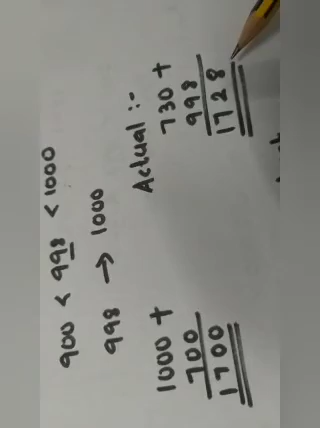 900 < 998 < 1000
998 → 1000
1000 +
700
1700
Actual :-
730 +
998
1728